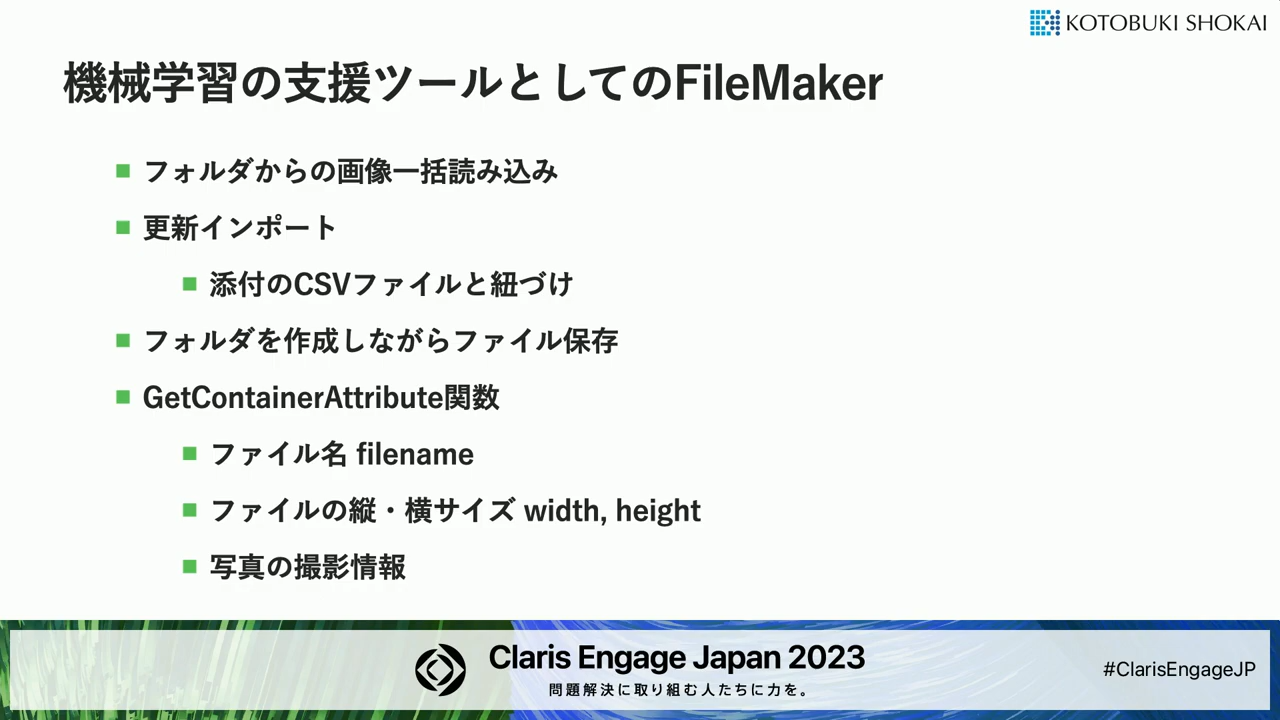 KOTOBUKI SHOKAI
機械学習の支援ツールとしてのFileMaker
フォルダからの画像一括読み込み
更新インポート
添付のCSVファイルと紐づけ
フォルダを作成しながらファイル保存
GetContainerAttribute関数
ファイル名 filename
ファイルの縦・横サイズ width, height
写真の撮影情報
Claris Engage Japan 2023
問題解決に取り組む人たちに力を。
#ClarisEngageJP